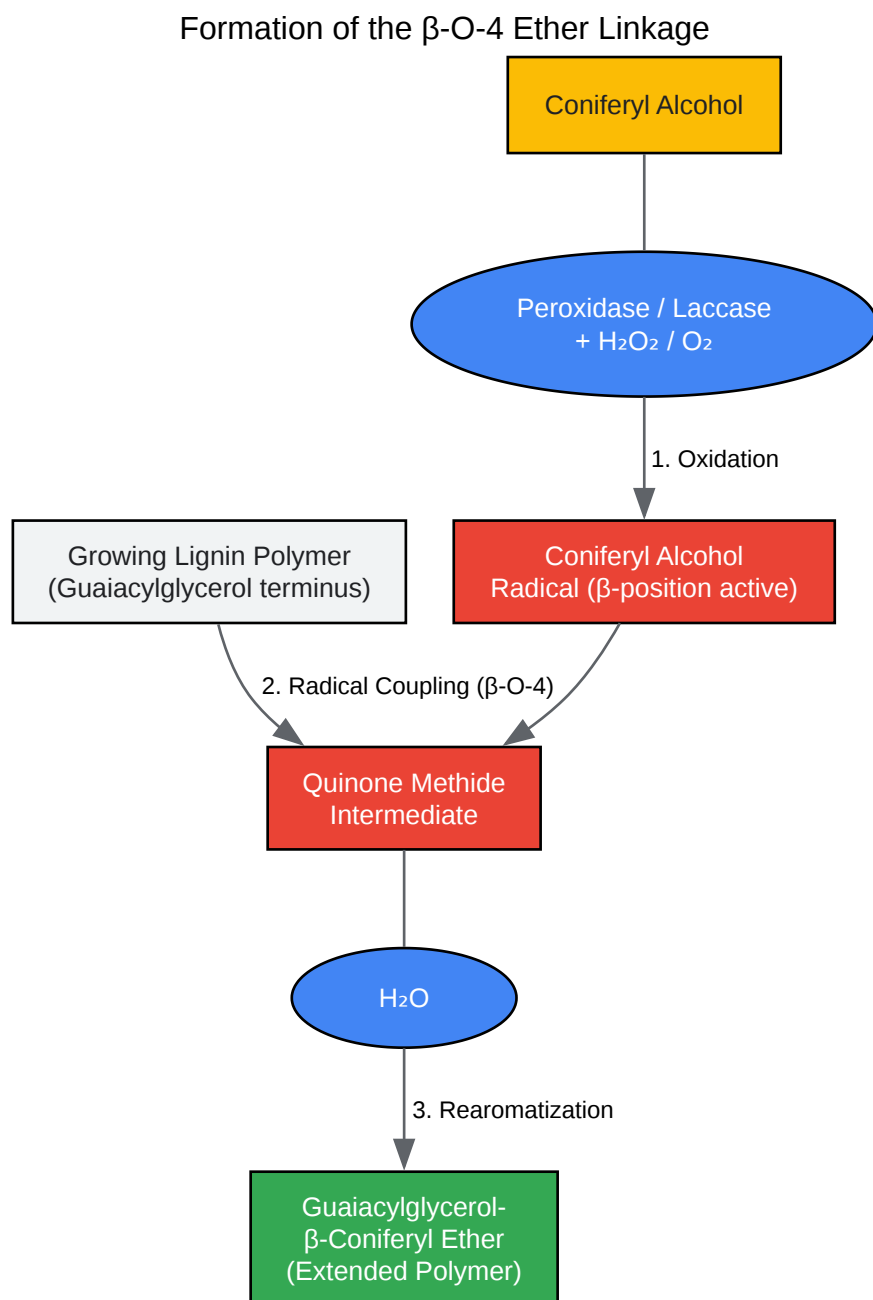 Formation of the β-O-4 Ether Linkage
Coniferyl Alcohol
Peroxidase / Laccase
+ H₂O₂ / O₂
1. Oxidation
Growing Lignin Polymer
(Guaiacylglycerol terminus)
Coniferyl Alcohol
Radical (β-position active)
2. Radical Coupling (β-O-4)
Quinone Methide
Intermediate
H₂O
3. Rearomatization
Guaiacylglycerol-
β-Coniferyl Ether
(Extended Polymer)